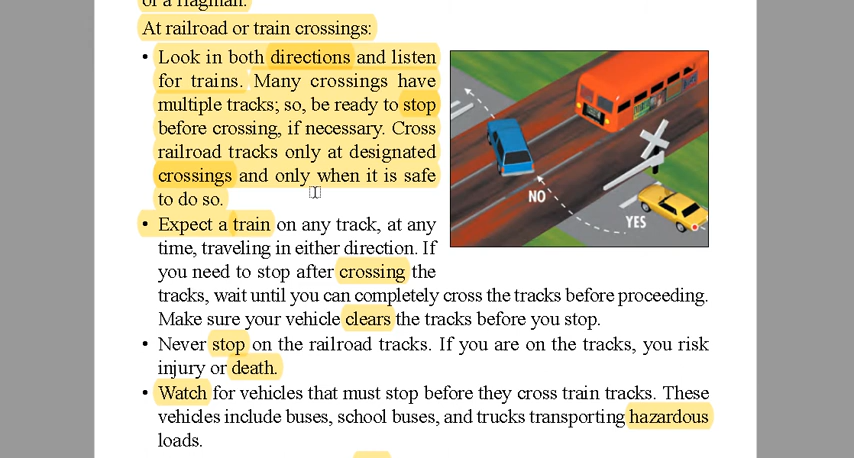 of a flagman.
At railroad or train crossings:
• Look in both directions and listen
for trains. Many crossings have
multiple tracks; so, be ready to stop
before crossing, if necessary. Cross
railroad tracks only at designated
crossings and only when it is safe
to do so.
NO
YES
• Expect a train on any track, at any
time, traveling in either direction. If
you need to stop after crossing the
tracks, wait until you can completely cross the tracks before proceeding.
Make sure your vehicle clears the tracks before you stop.
• Never stop on the railroad tracks. If you are on the tracks, you risk
injury or death.
• Watch for vehicles that must stop before they cross train tracks. These
vehicles include buses, school buses, and trucks transporting hazardous
loads.